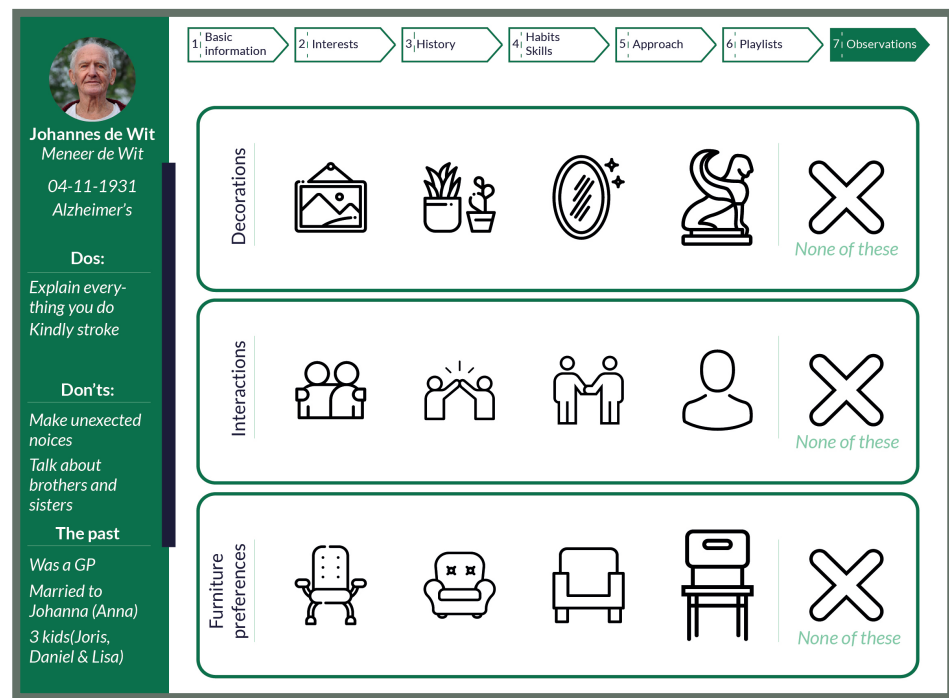 1 Basic
information
2 Interests
3 History
4 Habits
Skills
5 Approach
6 Playlists
7 Observations
Johannes de Wit
Meneer de Wit
04-11-1931
Alzheimer's
Dos:
Explain every-
thing you do
Kindly stroke
Don'ts:
Make unexected
noices
Talk about
brothers and
sisters
The past
Was a GP
Married to
Johanna (Anna)
3 kids(Joris,
Daniel & Lisa)
Decorations
None of these
Interactions
None of these
Furniture
preferences
None of these